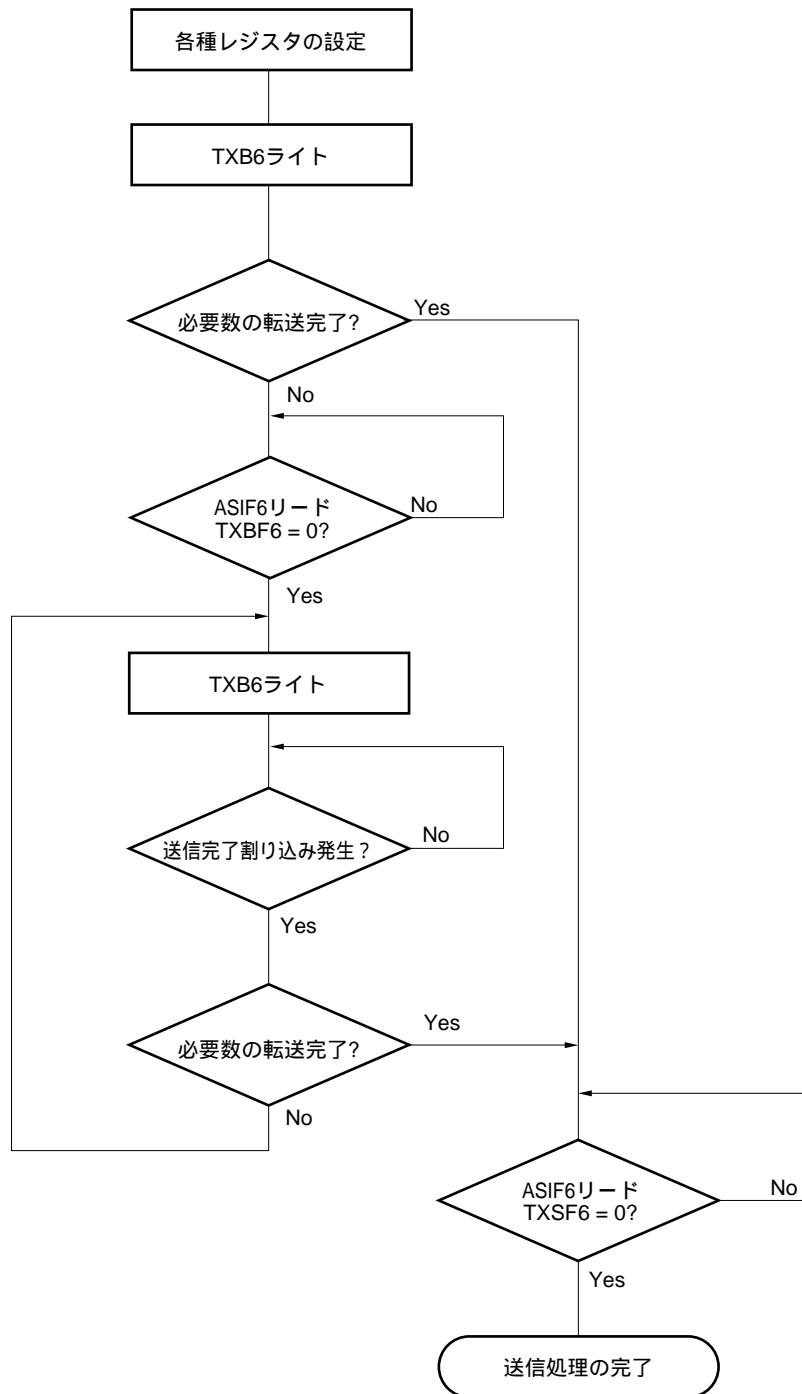 各種レジスタの設定
TXB6ライト
必要数の転送完了?
Yes
No
ASIF6リード
TXBF6 = 0?
No
Yes
TXB6ライト
送信完了割り込み発生？
No
Yes
必要数の転送完了?
Yes
No
ASIF6リード
TXSF6 = 0?
No
Yes
送信処理の完了